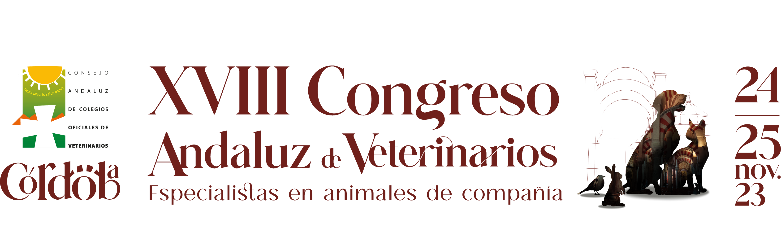 CONSEJO
ANDALUZ
DE COLEGIOS
OFICIALES DE
VETERINARIOS
Córdoba
XVIII Congreso
Andaluz de Veterinarios
Especialistas en animales de compañía
24
25
nov.
23